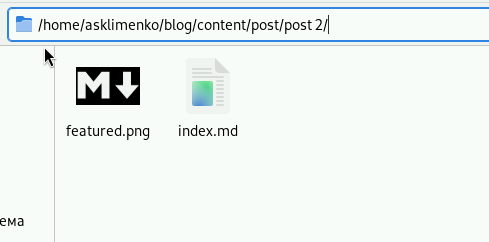 /home/asklimenko/blog/content/post/post 2/
M
featured.png index.md
ема